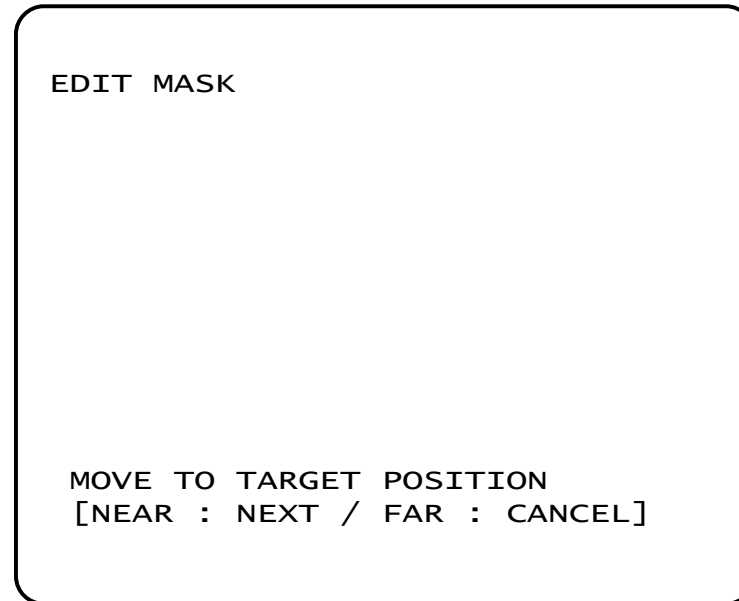 EDIT MASK
MOVE TO TARGET POSITION
[NEAR : NEXT / FAR : CANCEL]